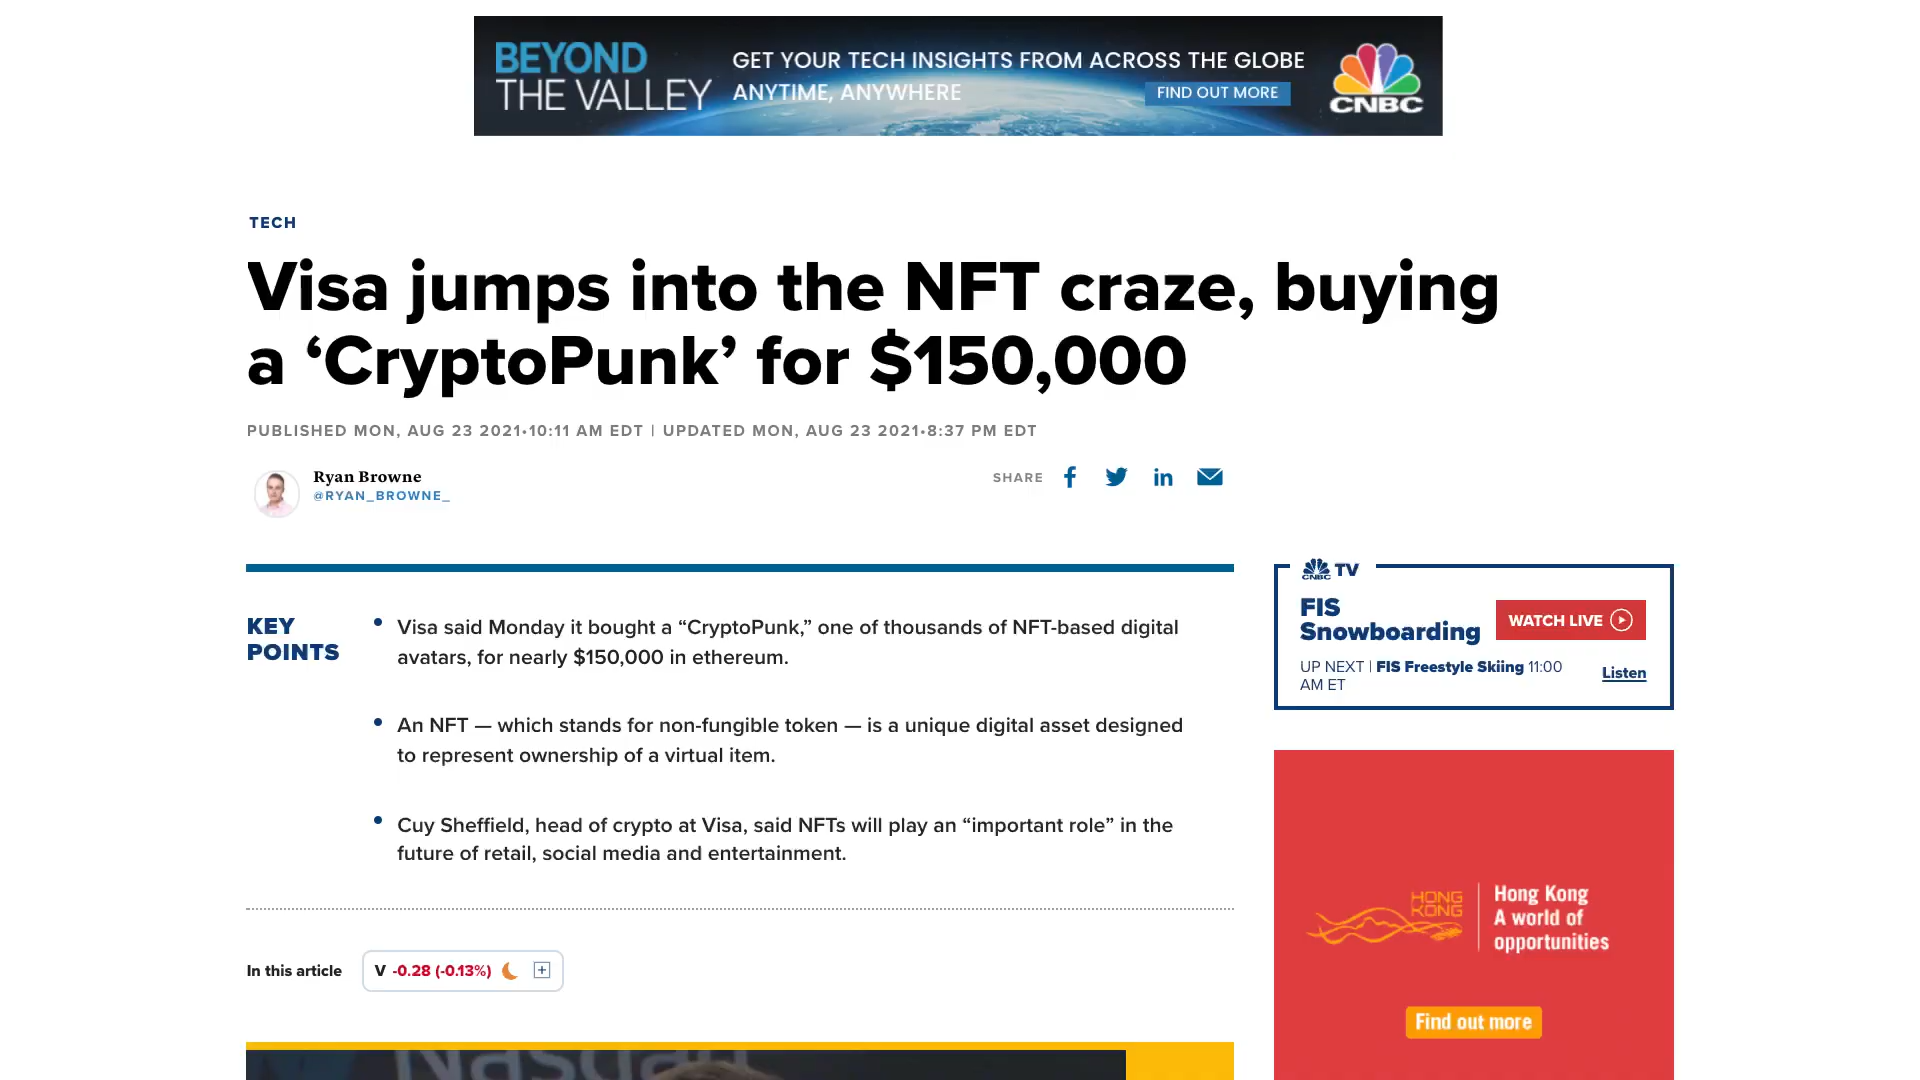 BEYOND
THE VALLEY
GET YOUR TECH INSIGHTS FROM ACROSS THE GLOBE
ANYTIME, ANYWHERE
FIND OUT MORE
CNBC
TECH
Visa jumps into the NFT craze, buying
a ‘CryptoPunk’ for $150,000
PUBLISHED MON, AUG 23 2021•10:11 AM EDT | UPDATED MON, AUG 23 2021•8:37 PM EDT
Ryan Browne
@RYAN_BROWNE_
SHARE
KEY
POINTS
• Visa said Monday it bought a “CryptoPunk,” one of thousands of NFT-based digital
avatars, for nearly $150,000 in ethereum.
• An NFT — which stands for non-fungible token — is a unique digital asset designed
to represent ownership of a virtual item.
• Cuy Sheffield, head of crypto at Visa, said NFTs will play an “important role” in the
future of retail, social media and entertainment.
In this article
V -0.28 (-0.13%)
Nasdaq
CNBC TV
FIS
Snowboarding
WATCH LIVE
UP NEXT | FIS Freestyle Skiing 11:00
AM ET
Listen
HONG
KONG
Hong Kong
A world of
opportunities
Find out more